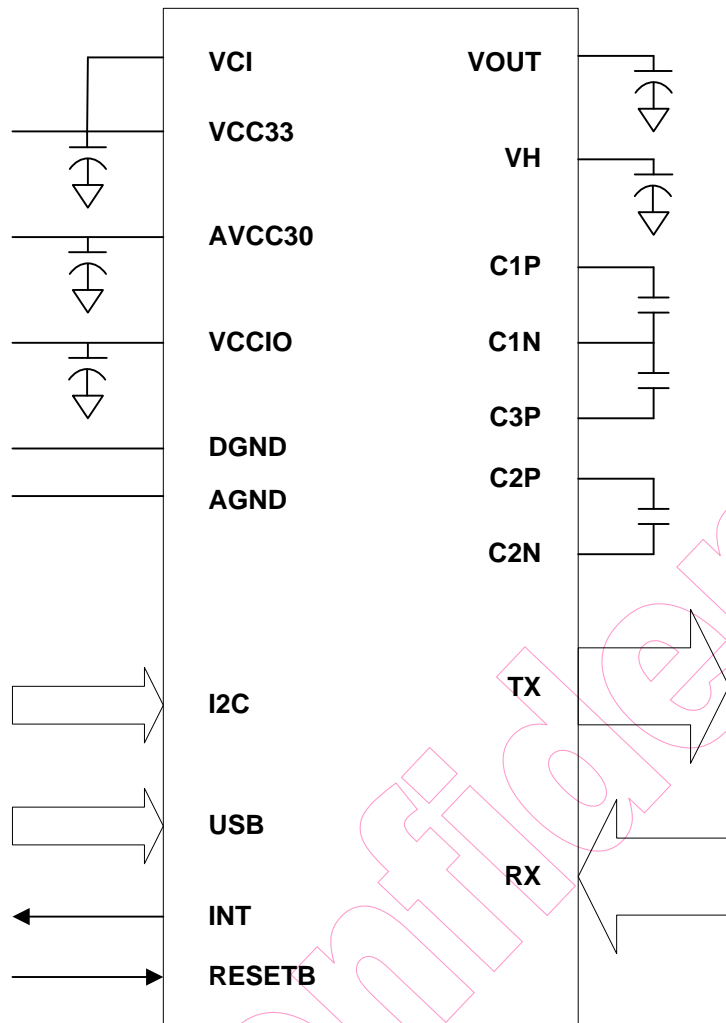 VCI
VCC33
AVCC30
VCCIO
DGND
AGND
I2C
USB
INT
RESETB
VOUT
VH
C1P
C1N
C3P
C2P
C2N
TX
RX